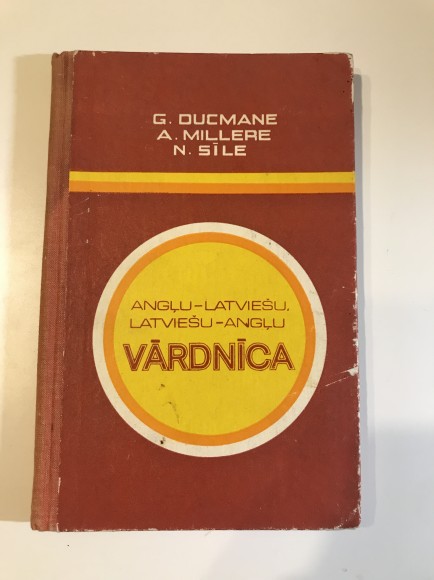 G. DUCMANE
A. MILLERE
N. SĪLE
ANGĻU-LATVIEŠU,
LATVIEŠU-ANGĻU
VĀRDNĪCA